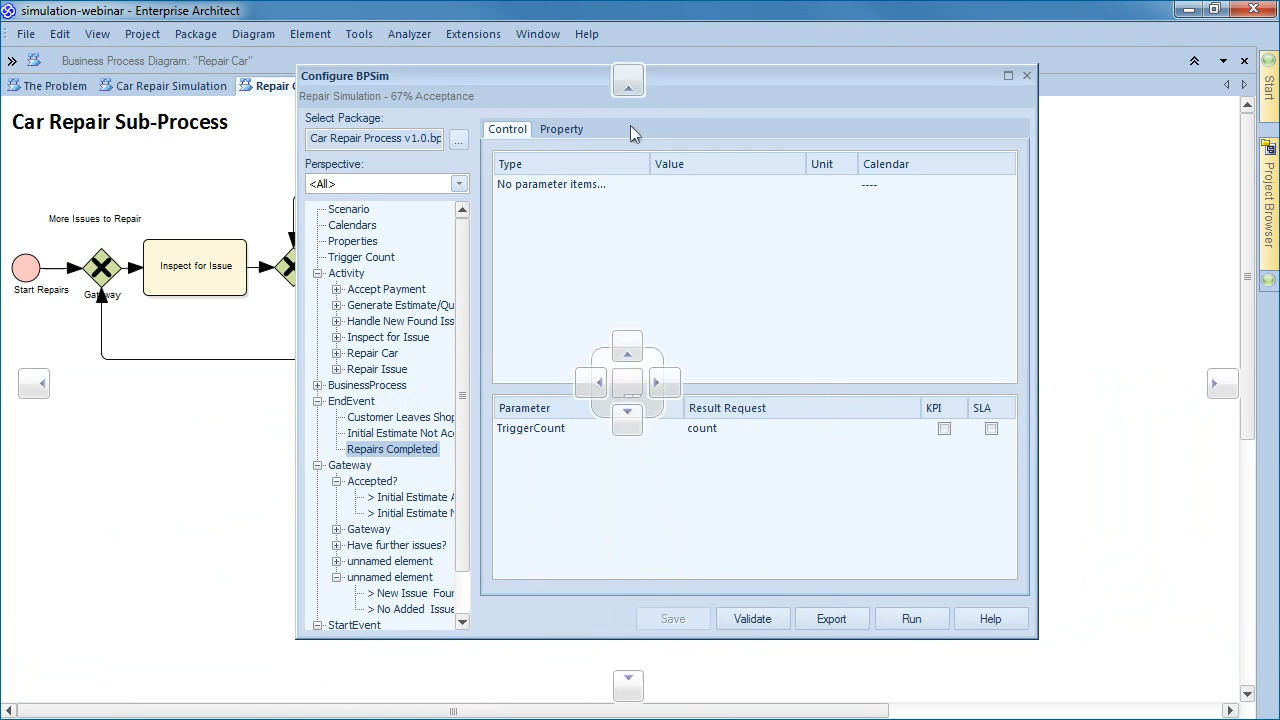 simulation-webinar - Enterprise Architect
File Edit View Project Package Diagram Element Tools Analyzer Extensions Window Help
Business Process Diagram: "Repair Car"
The Problem Car Repair Simulation Repair C
Start
Project Browser
Car Repair Sub-Process
More Issues to Repair
Inspect for Issue
Start Repairs
Gateway
Configure BPSim
Repair Simulation - 67% Acceptance
Select Package:
Car Repair Process v1.0.bp
...
Perspective:
<All>
Scenario
Calendars
Properties
Trigger Count
Activity
Accept Payment
Generate Estimate/Qu
Handle New Found Iss
Inspect for Issue
Repair Car
Repair Issue
BusinessProcess
EndEvent
Customer Leaves Shop
Initial Estimate Not Ac
Repairs Completed
Gateway
Accepted?
> Initial Estimate A
> Initial Estimate N
Gateway
Have further issues?
unnamed element
unnamed element
> New Issue Four
> No Added Issue
StartEvent
Control Property
Type Value Unit Calendar
No parameter items... ----
Parameter Result Request KPI SLA
TriggerCount count
Save Validate Export Run Help